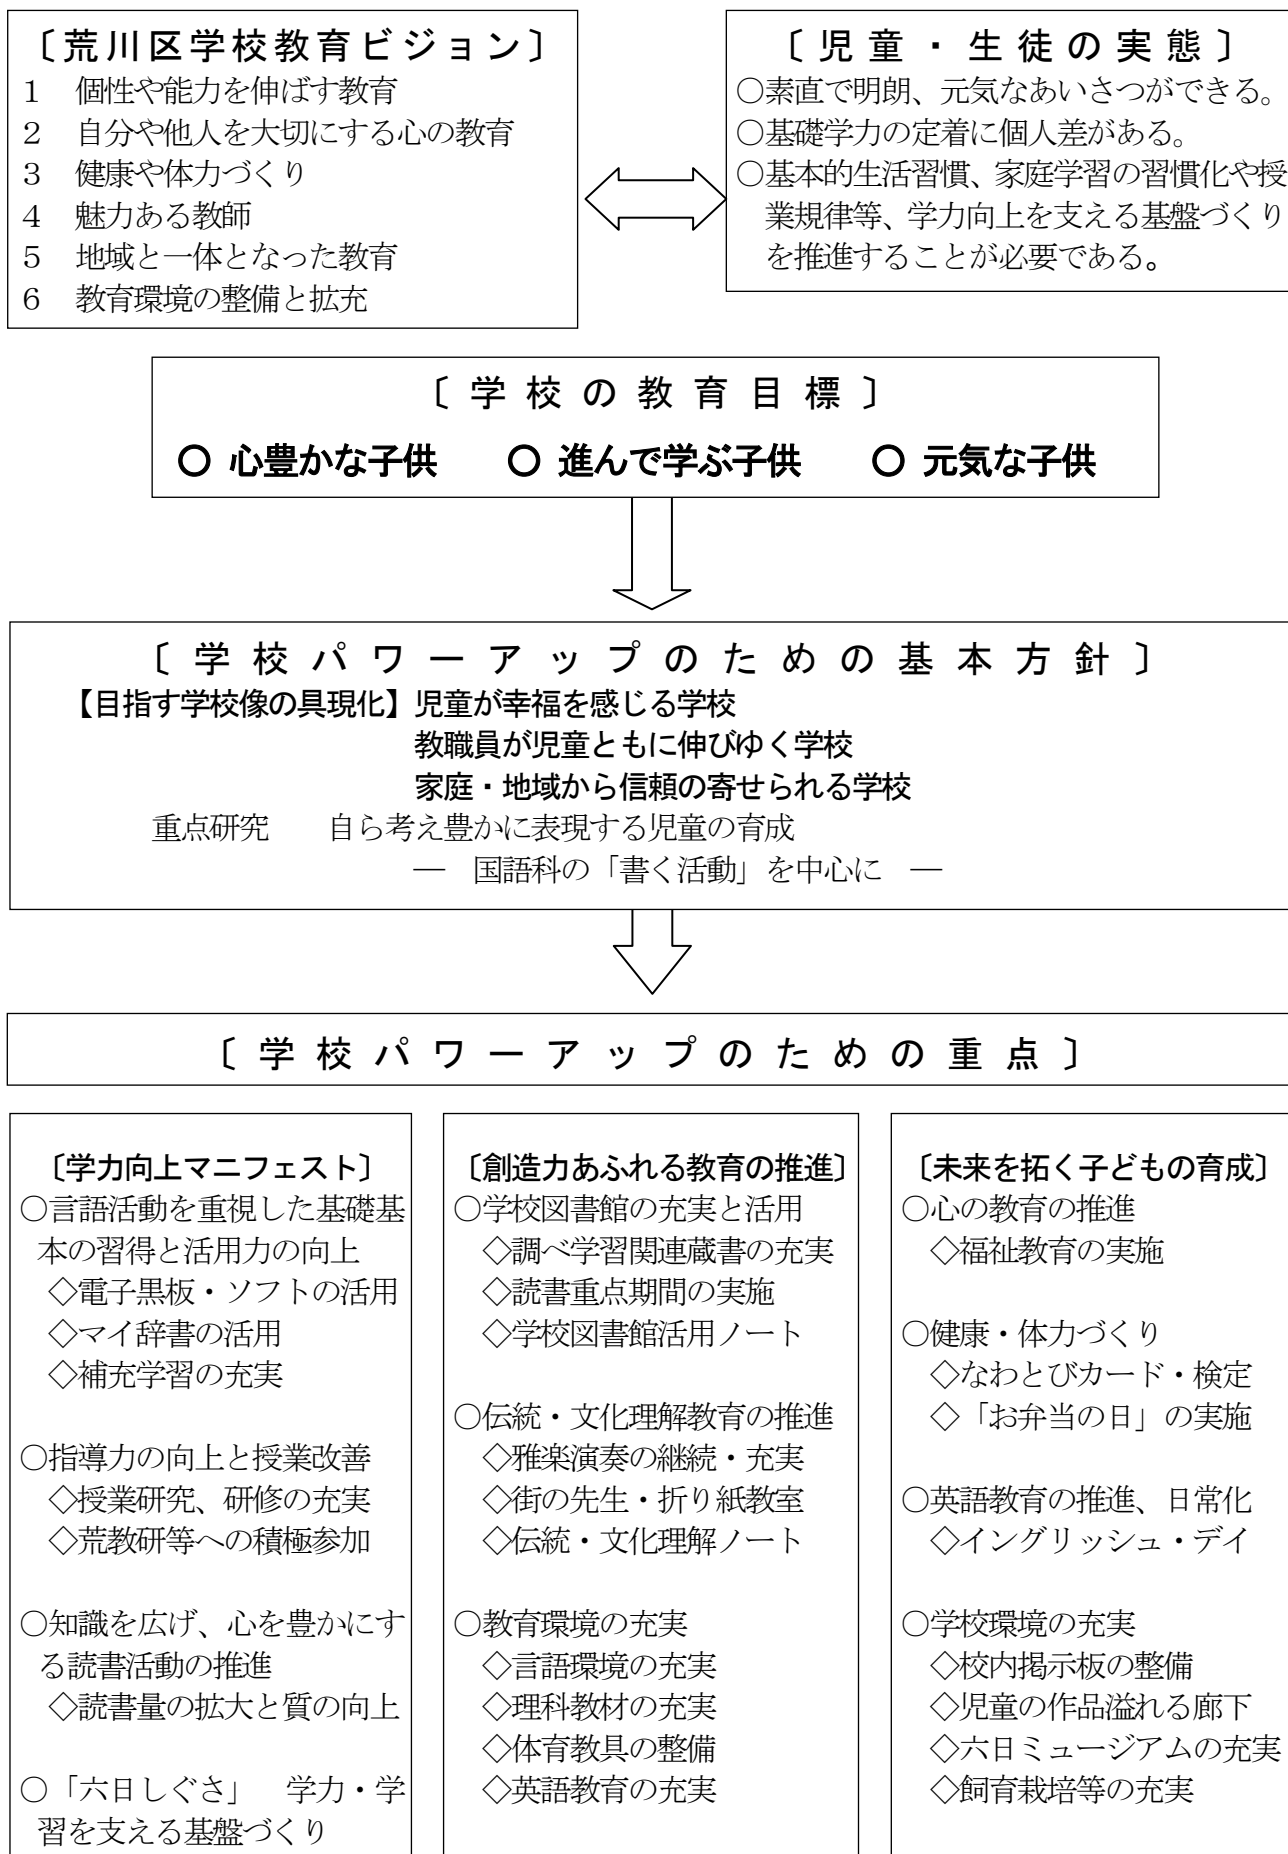 〔荒川区学校教育ビジョン〕
1　個性や能力を伸ばす教育
2　自分や他人を大切にする心の教育
3　健康や体力づくり
4　魅力ある教師
5　地域と一体となった教育
6　教育環境の整備と拡充
〔児童・生徒の実態〕
○素直で明朗、元気なあいさつができる。
○基礎学力の定着に個人差がある。
○基本的生活習慣、家庭学習の習慣化や授
業規律等、学力向上を支える基盤づくり
を推進することが必要である。
〔学校の教育目標〕
○ 心豊かな子供　○ 進んで学ぶ子供　○ 元気な子供
〔学校パワーアップのための基本方針〕
【目指す学校像の具現化】児童が幸福を感じる学校
教職員が児童ともに伸びゆく学校
家庭・地域から信頼の寄せられる学校
重点研究　自ら考え豊かに表現する児童の育成
―　国語科の「書く活動」を中心に　―
〔学校パワーアップのための重点〕
〔学力向上マニフェスト〕
○言語活動を重視した基礎基
本の習得と活用力の向上
◇電子黒板・ソフトの活用
◇マイ辞書の活用
◇補充学習の充実
○指導力の向上と授業改善
◇授業研究、研修の充実
◇荒教研等への積極参加
○知識を広げ、心を豊かにす
る読書活動の推進
◇読書量の拡大と質の向上
○「六日しぐさ」　学力・学
習を支える基盤づくり
〔創造力あふれる教育の推進〕
○学校図書館の充実と活用
◇調べ学習関連蔵書の充実
◇読書重点期間の実施
◇学校図書館活用ノート
○伝統・文化理解教育の推進
◇雅楽演奏の継続・充実
◇街の先生・折り紙教室
◇伝統・文化理解ノート
○教育環境の充実
◇言語環境の充実
◇理科教材の充実
◇体育教具の整備
◇英語教育の充実
〔未来を拓く子どもの育成〕
○心の教育の推進
◇福祉教育の実施
○健康・体力づくり
◇なわとびカード・検定
◇「お弁当の日」の実施
○英語教育の推進、日常化
◇イングリッシュ・デイ
○学校環境の充実
◇校内掲示板の整備
◇児童の作品溢れる廊下
◇六日ミュージアムの充実
◇飼育栽培等の充実